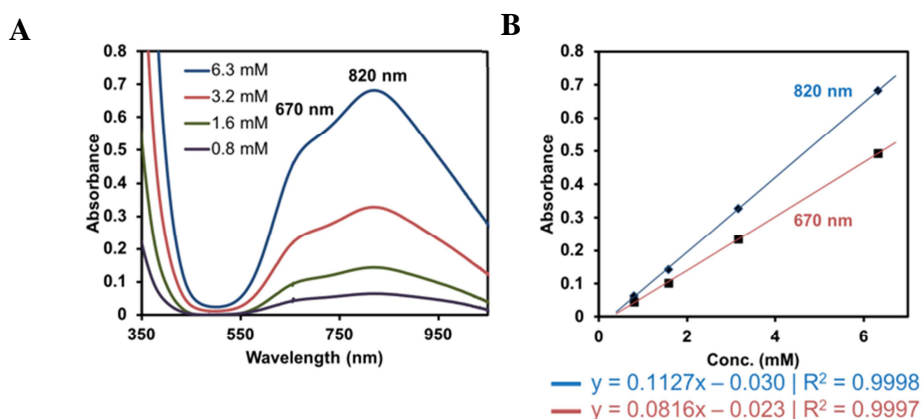 A
0.8
0.7
0.6
0.5
0.4
0.3
0.2
0.1
0
Absorbance
6.3 mM
3.2 mM
1.6 mM
0.8 mM
820 nm
670 nm
350
550
750
950
Wavelength (nm)
B
0.8
0.7
0.6
0.5
0.4
0.3
0.2
0.1
0
Absorbance
820 nm
670 nm
0
2
4
6
Conc. (mM)
y = 0.1127x – 0.030 | R² = 0.9998
y = 0.0816x – 0.023 | R² = 0.9997